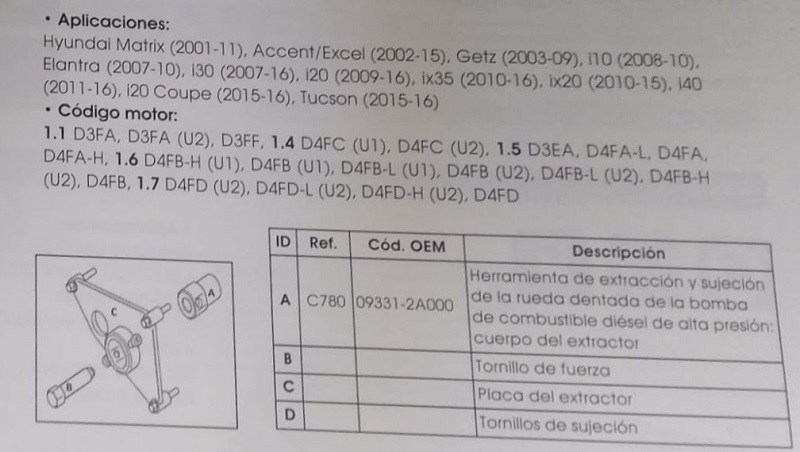 • Aplicaciones:
Hyundai Matrix (2001-11), Accent/Excel (2002-15), Getz (2003-09), i10 (2008-10),
Elantra (2007-10), i30 (2007-16), i20 (2009-16), ix35 (2010-16), ix20 (2010-15), i40
(2011-16), i20 Coupe (2015-16), Tucson (2015-16)
• Código motor:
1.1 D3FA, D3FA (U2), D3FF, 1.4 D4FC (U1), D4FC (U2), 1.5 D3EA, D4FA-L, D4FA,
D4FA-H, 1.6 D4FB-H (U1), D4FB (U1), D4FB-L (U1), D4FB (U2), D4FB-L (U2), D4FB-H
(U2), D4FB, 1.7 D4FD (U2), D4FD-L (U2), D4FD-H (U2), D4FD
ID Ref. Cód. OEM Descripción
A C780 09331-2A000 Herramienta de extracción y sujeción
de la rueda dentada de la bomba
de combustible diésel de alta presión:
cuerpo del extractor
B Tornillo de fuerza
C Placa del extractor
D Tornillos de sujeción
A
C
D
B